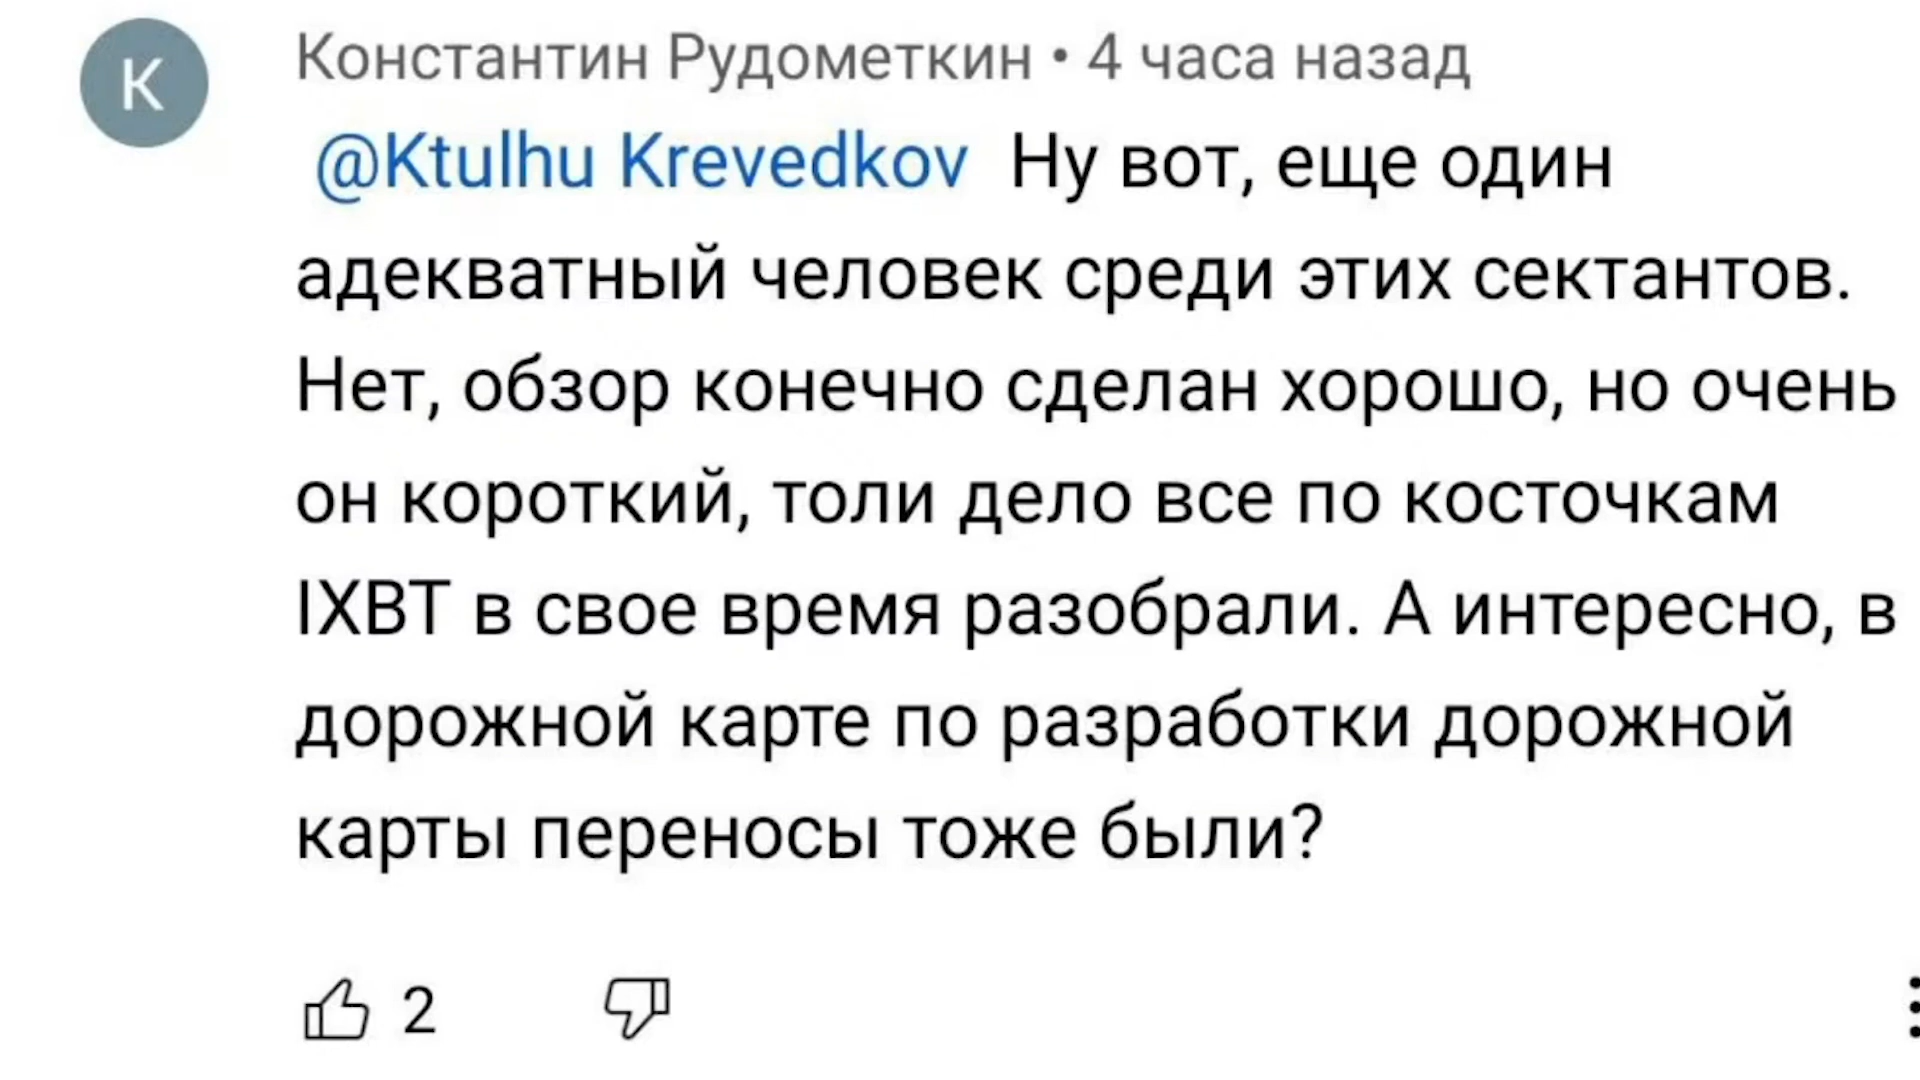 К
Константин Рудометкин • 4 часа назад
@Ktulhu Krevedkov Ну вот, еще один
адекватный человек среди этих сектантов.
Нет, обзор конечно сделан хорошо, но очень
он короткий, толи дело все по косточкам
IXBT в свое время разобрали. А интересно, в
дорожной карте по разработки дорожной
карты переносы тоже были?
2